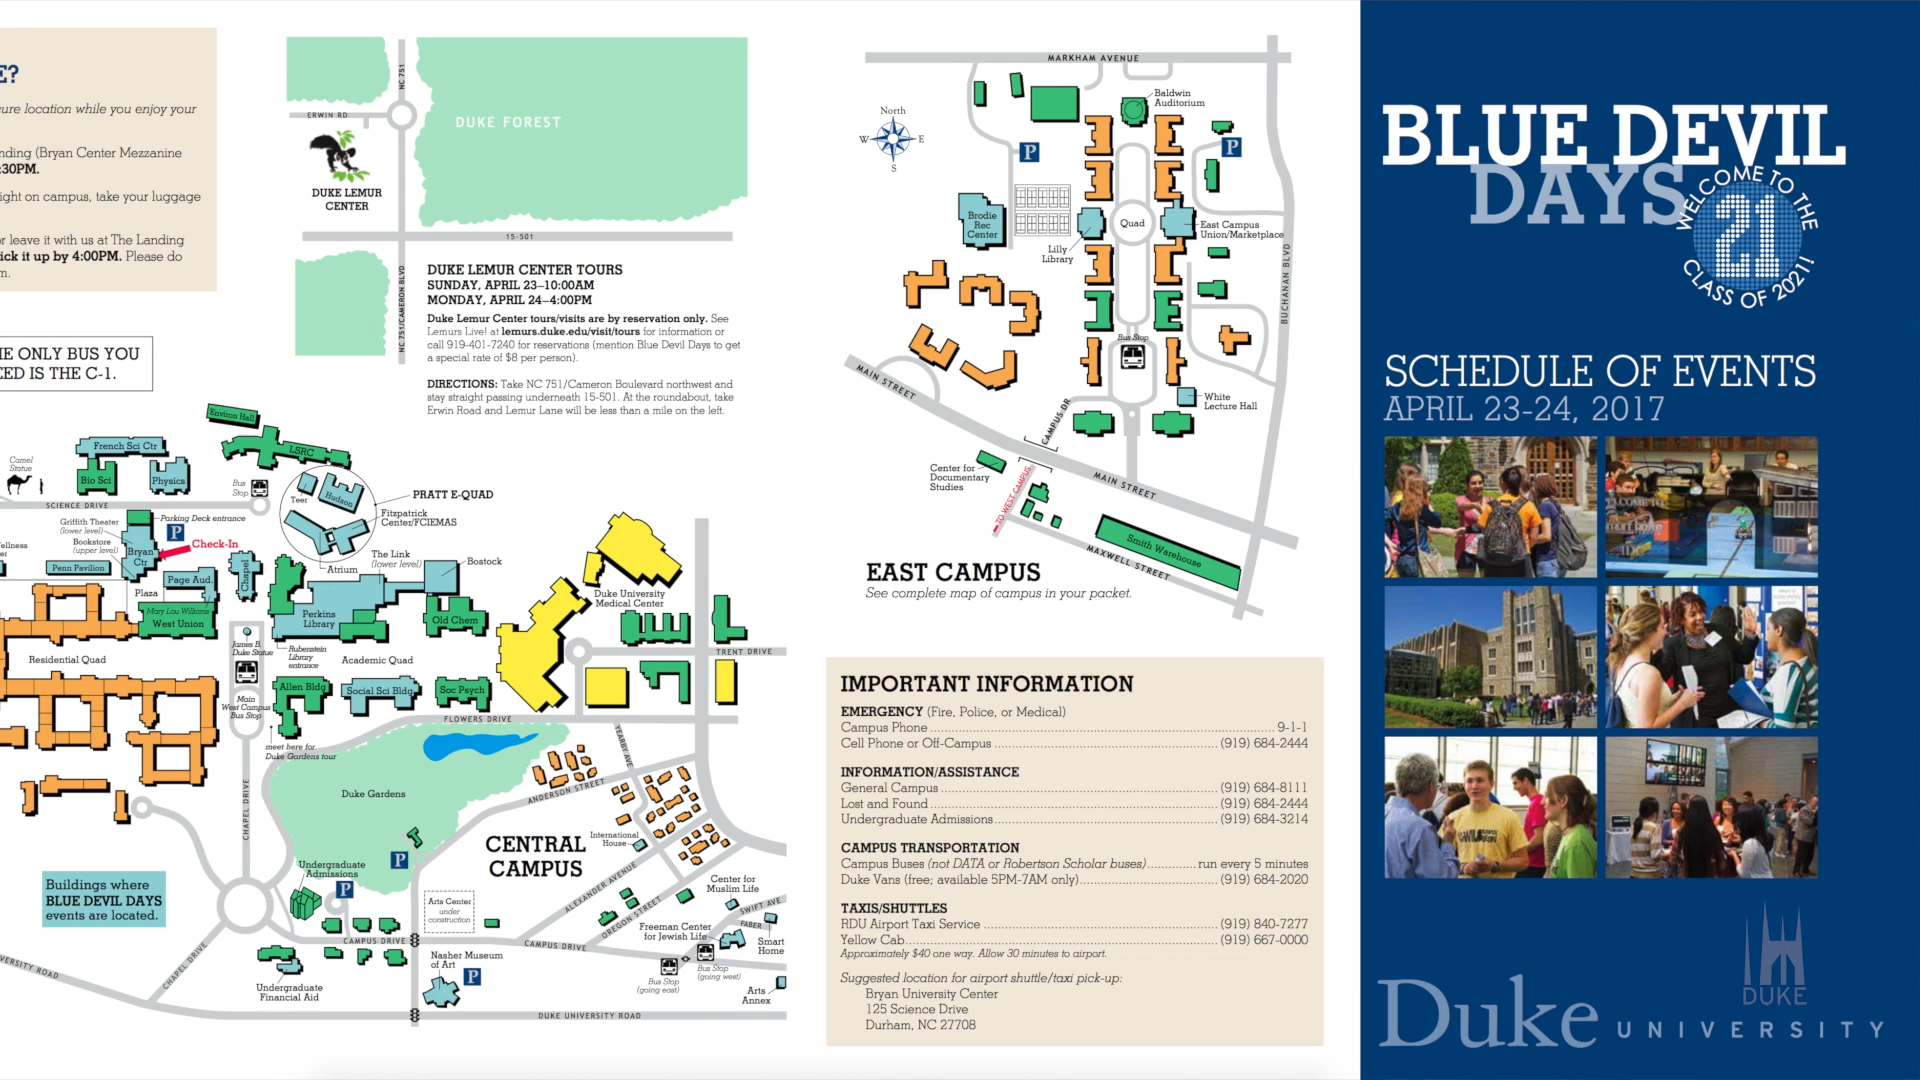 E?
ure location while you enjoy your
nding (Bryan Center Mezzanine
:30PM.
ight on campus, take your luggage
or leave it with us at The Landing
ick it up by 4:00PM. Please do
m.
E ONLY BUS YOU
ED IS THE C-1.
NC 751
ERWIN RD
DUKE FOREST
DUKE LEMUR
CENTER
15-501
NC 751/CAMERON BLVD
DUKE LEMUR CENTER TOURS
SUNDAY, APRIL 23–10:00AM
MONDAY, APRIL 24–4:00PM
Duke Lemur Center tours/visits are by reservation only. See
Lemurs Live! at lemurs.duke.edu/visit/tours for information or
call 919-401-7240 for reservations (mention Blue Devil Days to get
a special rate of $8 per person).
DIRECTIONS: Take NC 751/Cameron Boulevard northwest and
stay straight passing underneath 15-501. At the roundabout, take
Erwin Road and Lemur Lane will be less than a mile on the left.
Environ Hall
LSRC
French Sci Ctr
Bio Sci
Physics
Camel
Statue
Bus
Stop
SCIENCE DRIVE
Teer
Hudson
PRATT E-QUAD
Fitzpatrick
Center/FCIEMAS
Atrium
Griffith Theater
(lower level)
Parking Deck entrance
P
Bookstore
(upper level)
Bryan
Ctr
Check-In
ellness
er
Penn Pavilion
Page Aud.
Plaza
Mary Lou Williams
West Union
Chapel
The Link
(lower level)
Bostock
Perkins
Library
Old Chem
Duke University
Medical Center
James B.
Duke Statue
Rubenstein
Library
entrance
Residential Quad
Academic Quad
TRENT DRIVE
Allen Bldg
Social Sci Bldg
Soc Psych
Main
West Campus
Bus Stop
FLOWERS DRIVE
meet here for
Duke Gardens tour
Duke Gardens
YEARBY AVE
ANDERSON STREET
CHAPEL DRIVE
CENTRAL
CAMPUS
International
House
Undergraduate
Admissions
P
P
ALEXANDER AVENUE
Center for
Muslim Life
Buildings where
BLUE DEVIL DAYS
events are located.
Arts Center
under
construction
OREGON STREET
SWIFT AVE
FABER
Freeman Center
for Jewish Life
Smart
Home
CAMPUS DRIVE
CAMPUS DRIVE
VERSITY ROAD
CHAPEL DRIVE
Nasher Museum
of Art
P
Bus Stop
(going east)
Bus Stop
(going west)
Undergraduate
Financial Aid
Arts
Annex
DUKE UNIVERSITY ROAD
MARKHAM AVENUE
Baldwin
Auditorium
North
W
E
S
P
P
Brodie
Rec
Center
Quad
East Campus
Union/Marketplace
Lilly
Library
BUCHANAN BLVD
Bus Stop
MAIN STREET
White
Lecture Hall
CAMPUS DR
Center for
Documentary
Studies
TO WEST CAMPUS
MAIN STREET
Smith Warehouse
MAXWELL STREET
EAST CAMPUS
See complete map of campus in your packet.
IMPORTANT INFORMATION
EMERGENCY (Fire, Police, or Medical)
Campus Phone 9-1-1
Cell Phone or Off-Campus (919) 684-2444
INFORMATION/ASSISTANCE
General Campus (919) 684-8111
Lost and Found (919) 684-2444
Undergraduate Admissions (919) 684-3214
CAMPUS TRANSPORTATION
Campus Buses (not DATA or Robertson Scholar buses) run every 5 minutes
Duke Vans (free; available 5PM-7AM only) (919) 684-2020
TAXIS/SHUTTLES
RDU Airport Taxi Service (919) 840-7277
Yellow Cab (919) 667-0000
Approximately $40 one way. Allow 30 minutes to airport.
Suggested location for airport shuttle/taxi pick-up:
Bryan University Center
125 Science Drive
Durham, NC 27708
BLUE DEVIL
DAYS
WELCOME TO THE
21
CLASS OF 2021!
SCHEDULE OF EVENTS
APRIL 23-24, 2017
DUKE
Duke UNIVERSITY